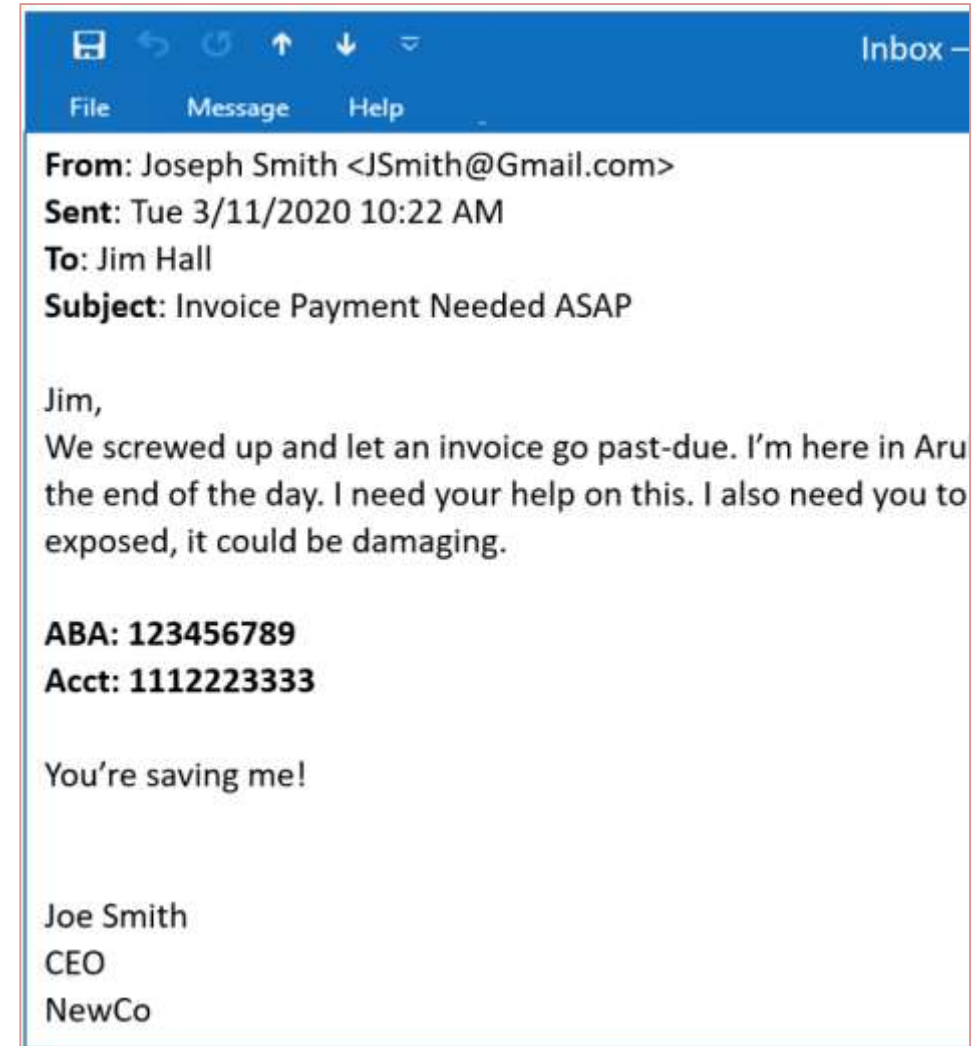 Inbox –
File Message Help
From: Joseph Smith <JSmith@Gmail.com>
Sent: Tue 3/11/2020 10:22 AM
To: Jim Hall
Subject: Invoice Payment Needed ASAP
Jim,
We screwed up and let an invoice go past-due. I’m here in Aru
the end of the day. I need your help on this. I also need you to
exposed, it could be damaging.
ABA: 123456789
Acct: 1112223333
You’re saving me!
Joe Smith
CEO
NewCo